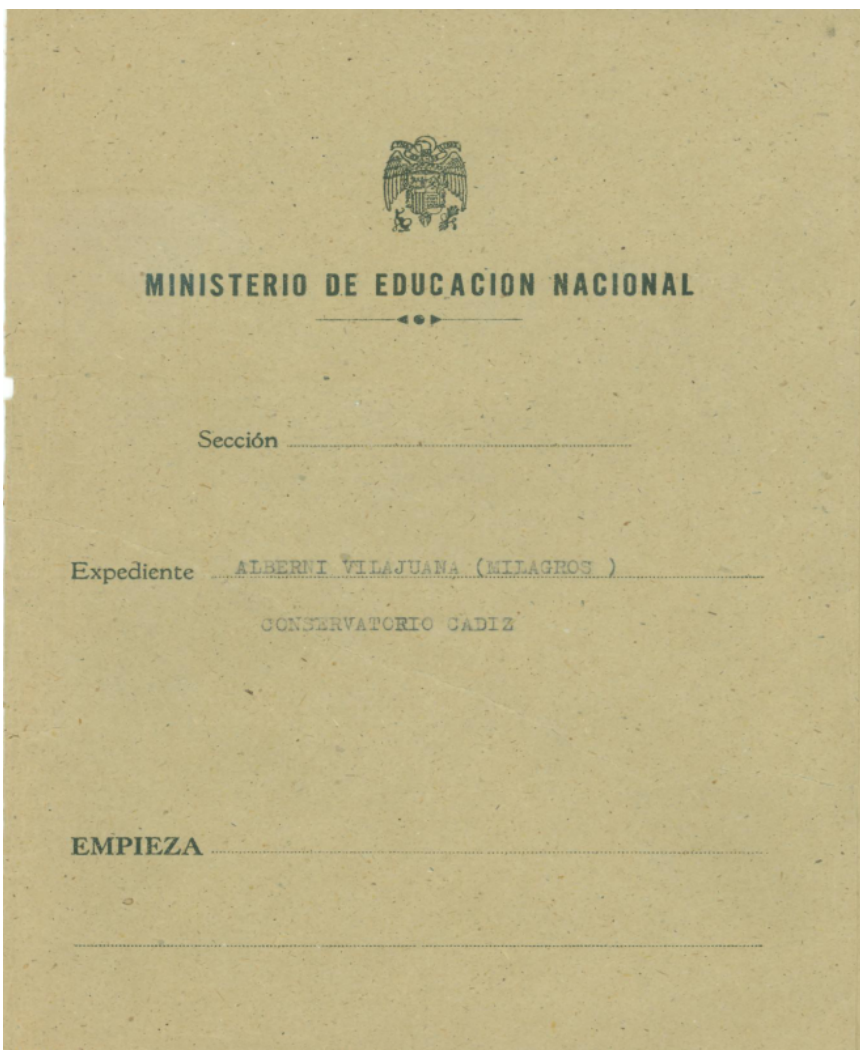 MINISTERIO DE EDUCACION NACIONAL
Sección
Expediente ALBERNI VILAJUANA (MILAGROS )
CONSERVATORIO CADIZ
EMPIEZA